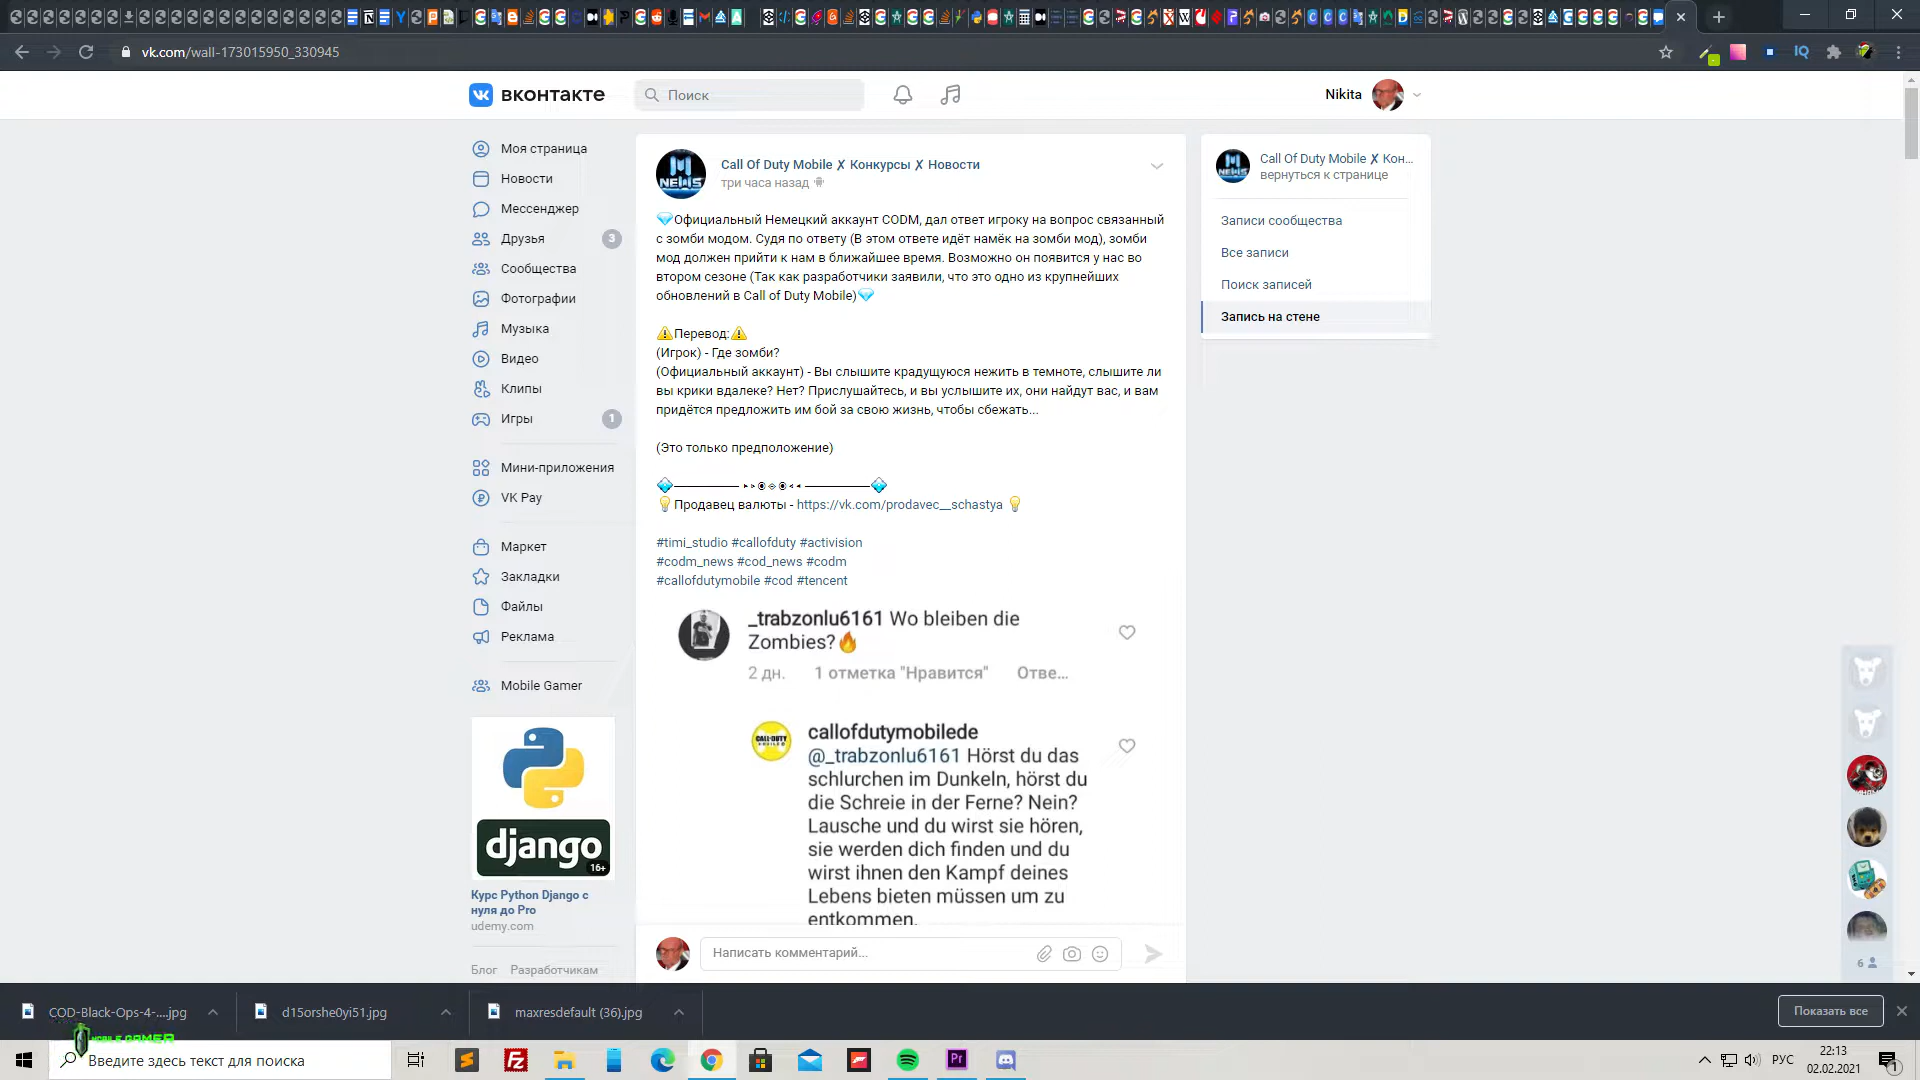 vk.com/wall-173015950_330945
ВКОНТАКТЕ
Поиск
Nikita
Моя страница
Новости
Мессенджер
Друзья
3
Сообщества
Фотографии
Музыка
Видео
Клипы
Игры
1
Мини-приложения
VK Pay
Маркет
Закладки
Файлы
Реклама
Mobile Gamer
django
16+
Курс Python Django с
нуля до Pro
udemy.com
Блог Разработчикам
NEWS
Call Of Duty Mobile ✗ Конкурсы ✗ Новости
три часа назад
💎Официальный Немецкий аккаунт CODM, дал ответ игроку на вопрос связанный
с зомби модом. Судя по ответу (В этом ответе идёт намёк на зомби мод), зомби
мод должен прийти к нам в ближайшее время. Возможно он появится у нас во
втором сезоне (Так как разработчики заявили, что это одно из крупнейших
обновлений в Call of Duty Mobile)💎
⚠Перевод:⚠
(Игрок) - Где зомби?
(Официальный аккаунт) - Вы слышите крадущуюся нежить в темноте, слышите ли
вы крики вдалеке? Нет? Прислушайтесь, и вы услышите их, они найдут вас, и вам
придётся предложить им бой за свою жизнь, чтобы сбежать...
(Это только предположение)
💡Продавец валюты - https://vk.com/prodavec__schastya 💡
#timi_studio #callofduty #activision
#codm_news #cod_news #codm
#callofdutymobile #cod #tencent
_trabzonlu6161 Wo bleiben die
Zombies?🔥
2 дн. 1 отметка "Нравится" Отве...
CALL·DUTY
callofdutymobilede
@_trabzonlu6161 Hörst du das
schlurchen im Dunkeln, hörst du
die Schreie in der Ferne? Nein?
Lausche und du wirst sie hören,
sie werden dich finden und du
wirst ihnen den Kampf deines
Lebens bieten müssen um zu
entkommen.
Написать комментарий...
NEWS
Call Of Duty Mobile ✗ Кон...
вернуться к странице
Записи сообщества
Все записи
Поиск записей
Запись на стене
6
COD-Black-Ops-4-....jpg
d15orshe0yi51.jpg
maxresdefault (36).jpg
Показать все
MOBILE GAMER
Введите здесь текст для поиска
РУС
22:13
02.02.2021
1